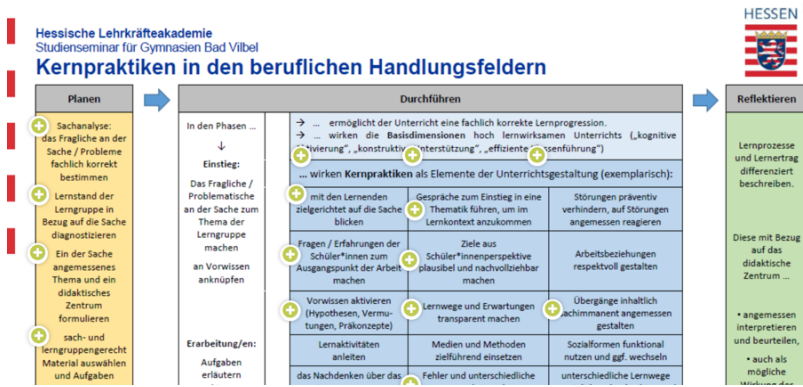 HESSEN
Hessische Lehrkräfteakademie
Studienseminar für Gymnasien Bad Vilbel
Kernpraktiken in den beruflichen Handlungsfeldern
Planen
Sachanalyse:
das Fragliche an der
Sache / Probleme
fachlich korrekt
bestimmen
Lernstand der
Lerngruppe in
Bezug auf die Sache
diagnostizieren
Ein der Sache
angemessenes
Thema und ein
didaktisches
Zentrum
formulieren
sach- und
lerngruppengerecht
Material auswählen
und Aufgaben
Durchführen
In den Phasen ...
↓
Einstieg:
Das Fragliche /
Problematische
an der Sache zum
Thema der
Lerngruppe
machen
an Vorwissen
anknüpfen
Erarbeitung/en:
Aufgaben
erläutern
→ ... ermöglicht der Unterricht eine fachlich korrekte Lernprogression.
→ ... wirken die Basisdimensionen hoch lernwirksamen Unterrichts („kognitive
Aktivierung“, „konstruktive Unterstützung“, „effiziente Klassenführung“)
... wirken Kernpraktiken als Elemente der Unterrichtsgestaltung (exemplarisch):
mit den Lernenden
zielgerichtet auf die Sache
blicken
Gespräche zum Einstieg in eine
Thematik führen, um im
Lernkontext anzukommen
Störungen präventiv
verhindern, auf Störungen
angemessen reagieren
Fragen / Erfahrungen der
Schüler*innen zum
Ausgangspunkt der Arbeit
machen
Ziele aus
Schüler*innenperspektive
plausibel und nachvollziehbar
machen
Arbeitsbeziehungen
respektvoll gestalten
Vorwissen aktivieren
(Hypothesen, Vermu-
tungen, Präkonzepte)
Lernwege und Erwartungen
transparent machen
Übergänge inhaltlich
sachimmanent angemessen
gestalten
Lernaktivitäten
anleiten
Medien und Methoden
zielführend einsetzen
Sozialformen funktional
nutzen und ggf. wechseln
das Nachdenken über das
Fehler und unterschiedliche
unterschiedliche Lernwege
Reflektieren
Lernprozesse
und Lernertrag
differenziert
beschreiben.
Diese mit Bezug
auf das
didaktische
Zentrum ...
• angemessen
interpretieren
und beurteilen,
• auch als
mögliche
Wirkung des